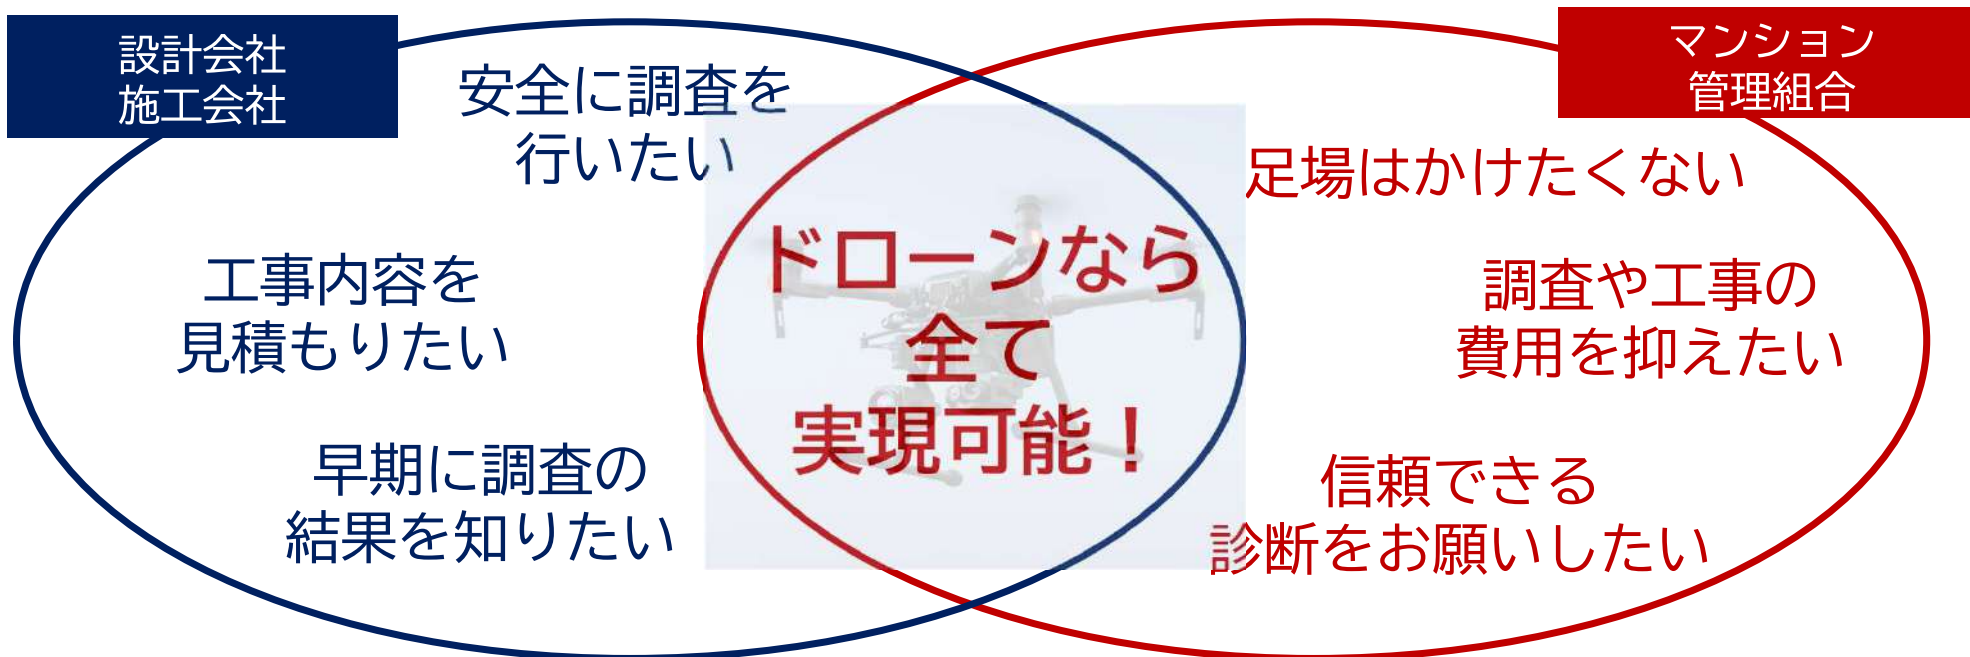 設計会社
施工会社
安全に調査を
行いたい
工事内容を
見積もりたい
早期に調査の
結果を知りたい
ドローンなら
全て
実現可能！
マンション
管理組合
足場はかけたくない
調査や工事の
費用を抑えたい
信頼できる
診断をお願いしたい